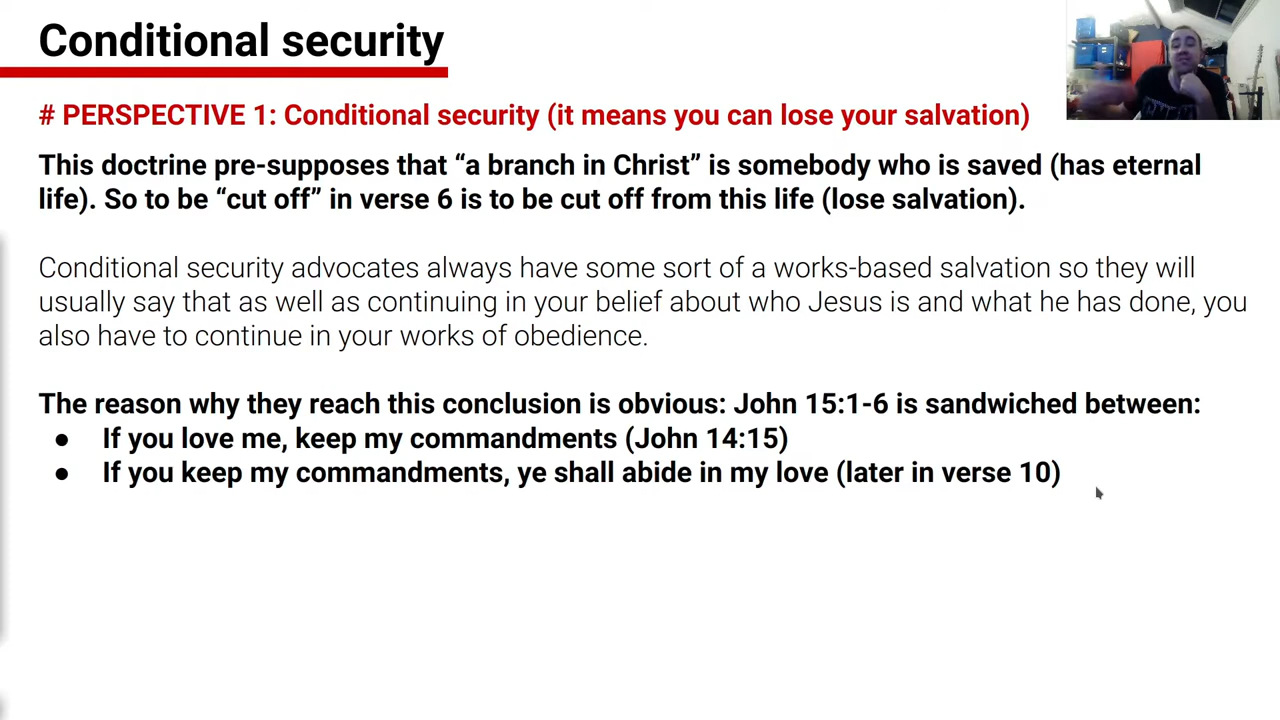 Conditional security
# PERSPECTIVE 1: Conditional security (it means you can lose your salvation)
This doctrine pre-supposes that “a branch in Christ” is somebody who is saved (has eternal
life). So to be “cut off” in verse 6 is to be cut off from this life (lose salvation).
Conditional security advocates always have some sort of a works-based salvation so they will
usually say that as well as continuing in your belief about who Jesus is and what he has done, you
also have to continue in your works of obedience.
The reason why they reach this conclusion is obvious: John 15:1-6 is sandwiched between:
● If you love me, keep my commandments (John 14:15)
● If you keep my commandments, ye shall abide in my love (later in verse 10)